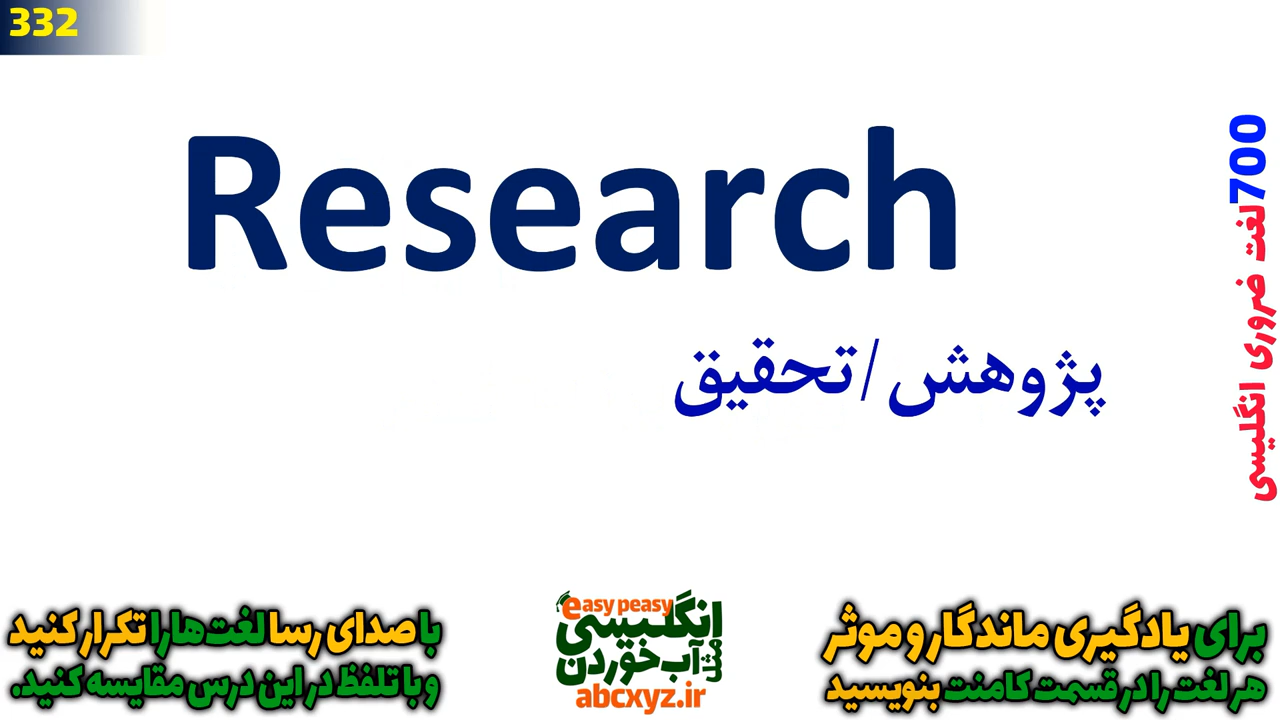 332
Research
پژوهش/تحقیق
700 لغت ضروری انگلیسی
برای یادگیری ماندگار و موثر
هر لغت را در قسمت کامنت بنویسید
easy peasy
انگلیسی
مثل آب خوردن
abcxyz.ir
با صدای رسا لغت‌ها را تکرار کنید
و با تلفظ در این درس مقایسه کنید.